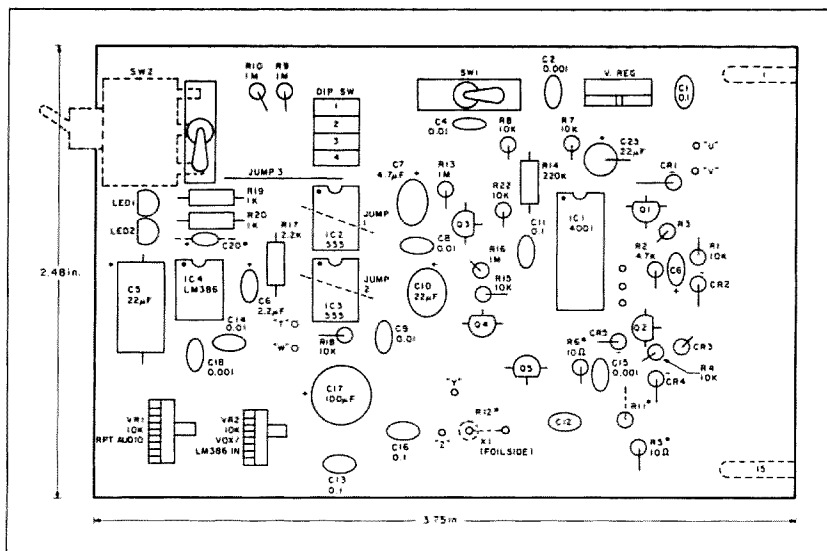 SW2
R10
1M
R9
1M
DIP SW
1
2
3
4
SW1
C2
0.001
V. REG
C1
0.1
1
C4
0.01
R8
10K
R7
10K
C23
22µF
"U"
"V"
JUMP 3
C7
4.7µF
R13
1M
R14
220K
CR1
LED1
LED2
R19
1K
R20
1K
C20*
R17
2.2K
IC2
555
JUMP
1
Q3
R22
10K
C11
0.1
IC1
4001
Q1
R3
R1
10K
2.48 in.
C5
22µF
IC4
LM386
C6
2.2µF
IC3
555
JUMP
2
C8
0.01
C10
22µF
R16
1M
R15
10K
R2
4.7K
C6
CR2
"T"
"W"
C14
0.01
C18
0.001
R18
10K
C9
0.01
Q4
Q5
CR5
Q2
R6*
10Ω
C15
0.001
CR3
R4
10K
CR4
C17
100µF
"Y"
R11*
VR1
10K
RPT AUDIO
VR2
10K
VOX/
LM386 IN
C16
0.1
"Z"
R12*
X1
(FOILSIDE)
C12
R5*
10Ω
C13
0.1
15
3.75 in.